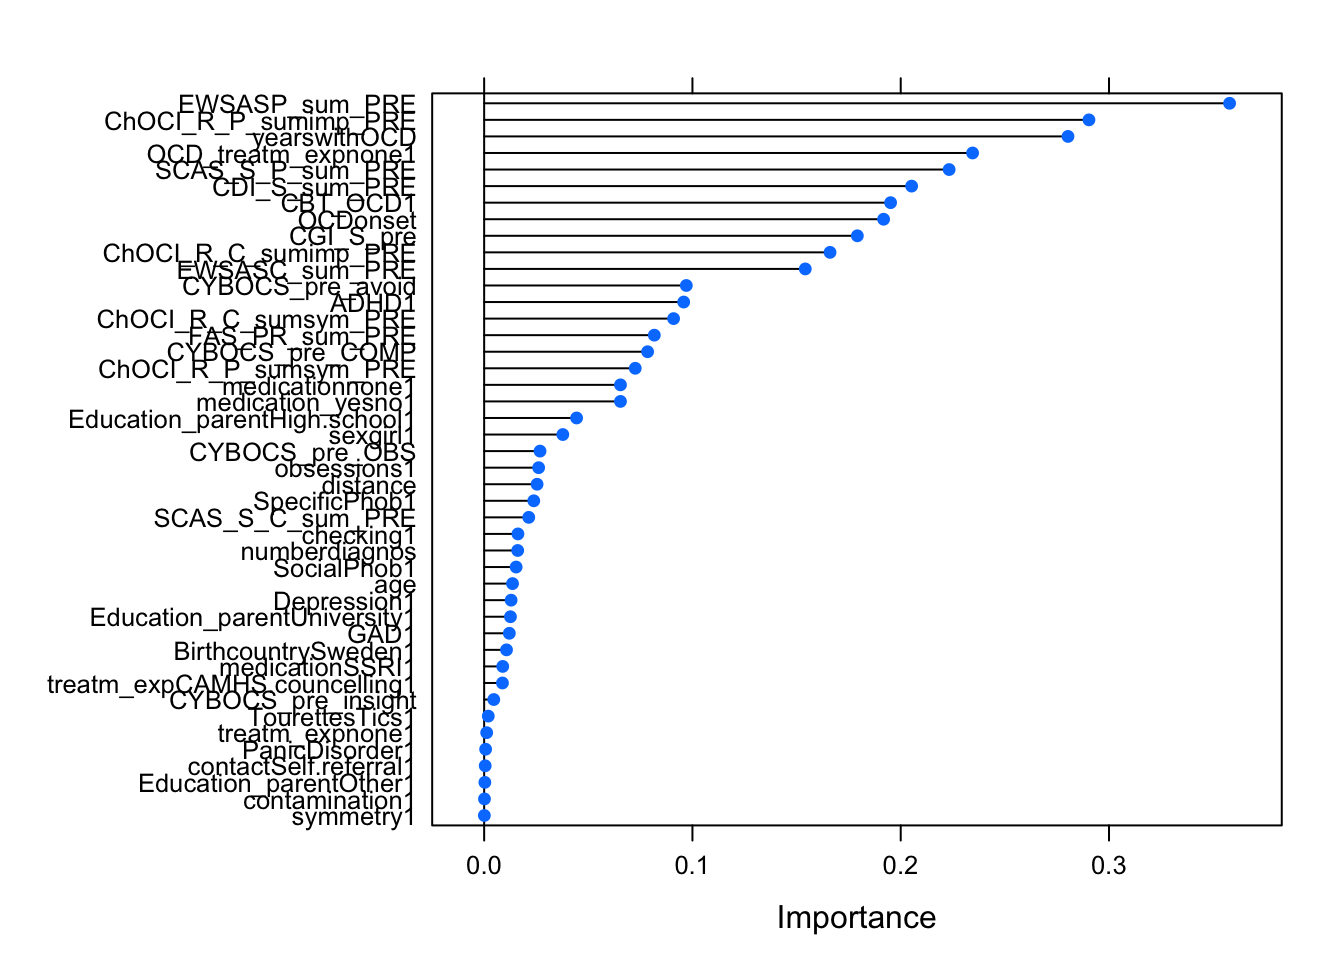 EWSASP_sum_PRE
ChOCI_R_P_sumimp_PRE
yearswithOCD
OCD_treatm_expnone1
SCAS_S_P_sum_PRE
CDI_S_sum_PRE
CBT_OCD1
OCDonset
CGI_S_pre
ChOCI_R_C_sumimp_PRE
EWSASC_sum_PRE
CYBOCS_pre_avoid
ADHD1
ChOCI_R_C_sumsym_PRE
FAS_PR_sum_PRE
CYBOCS_pre_COMP
ChOCI_R_P_sumsym_PRE
medicationnone1
medication_yesno1
Education_parentHigh.school1
sexgirl1
CYBOCS_pre_OBS
obsessions1
distance
SpecificPhob1
SCAS_S_C_sum_PRE
checking1
numberdiagnos
SocialPhob1
age
Depression1
Education_parentUniversity1
GAD1
BirthcountrySweden1
medicationSSRI1
treatm_expCAMHS.councelling1
CYBOCS_pre_insight
TourettesTics1
treatm_expnone1
PanicDisorder1
contactSelf.referral1
Education_parentOther1
contamination1
symmetry1
0.0 0.1 0.2 0.3
Importance